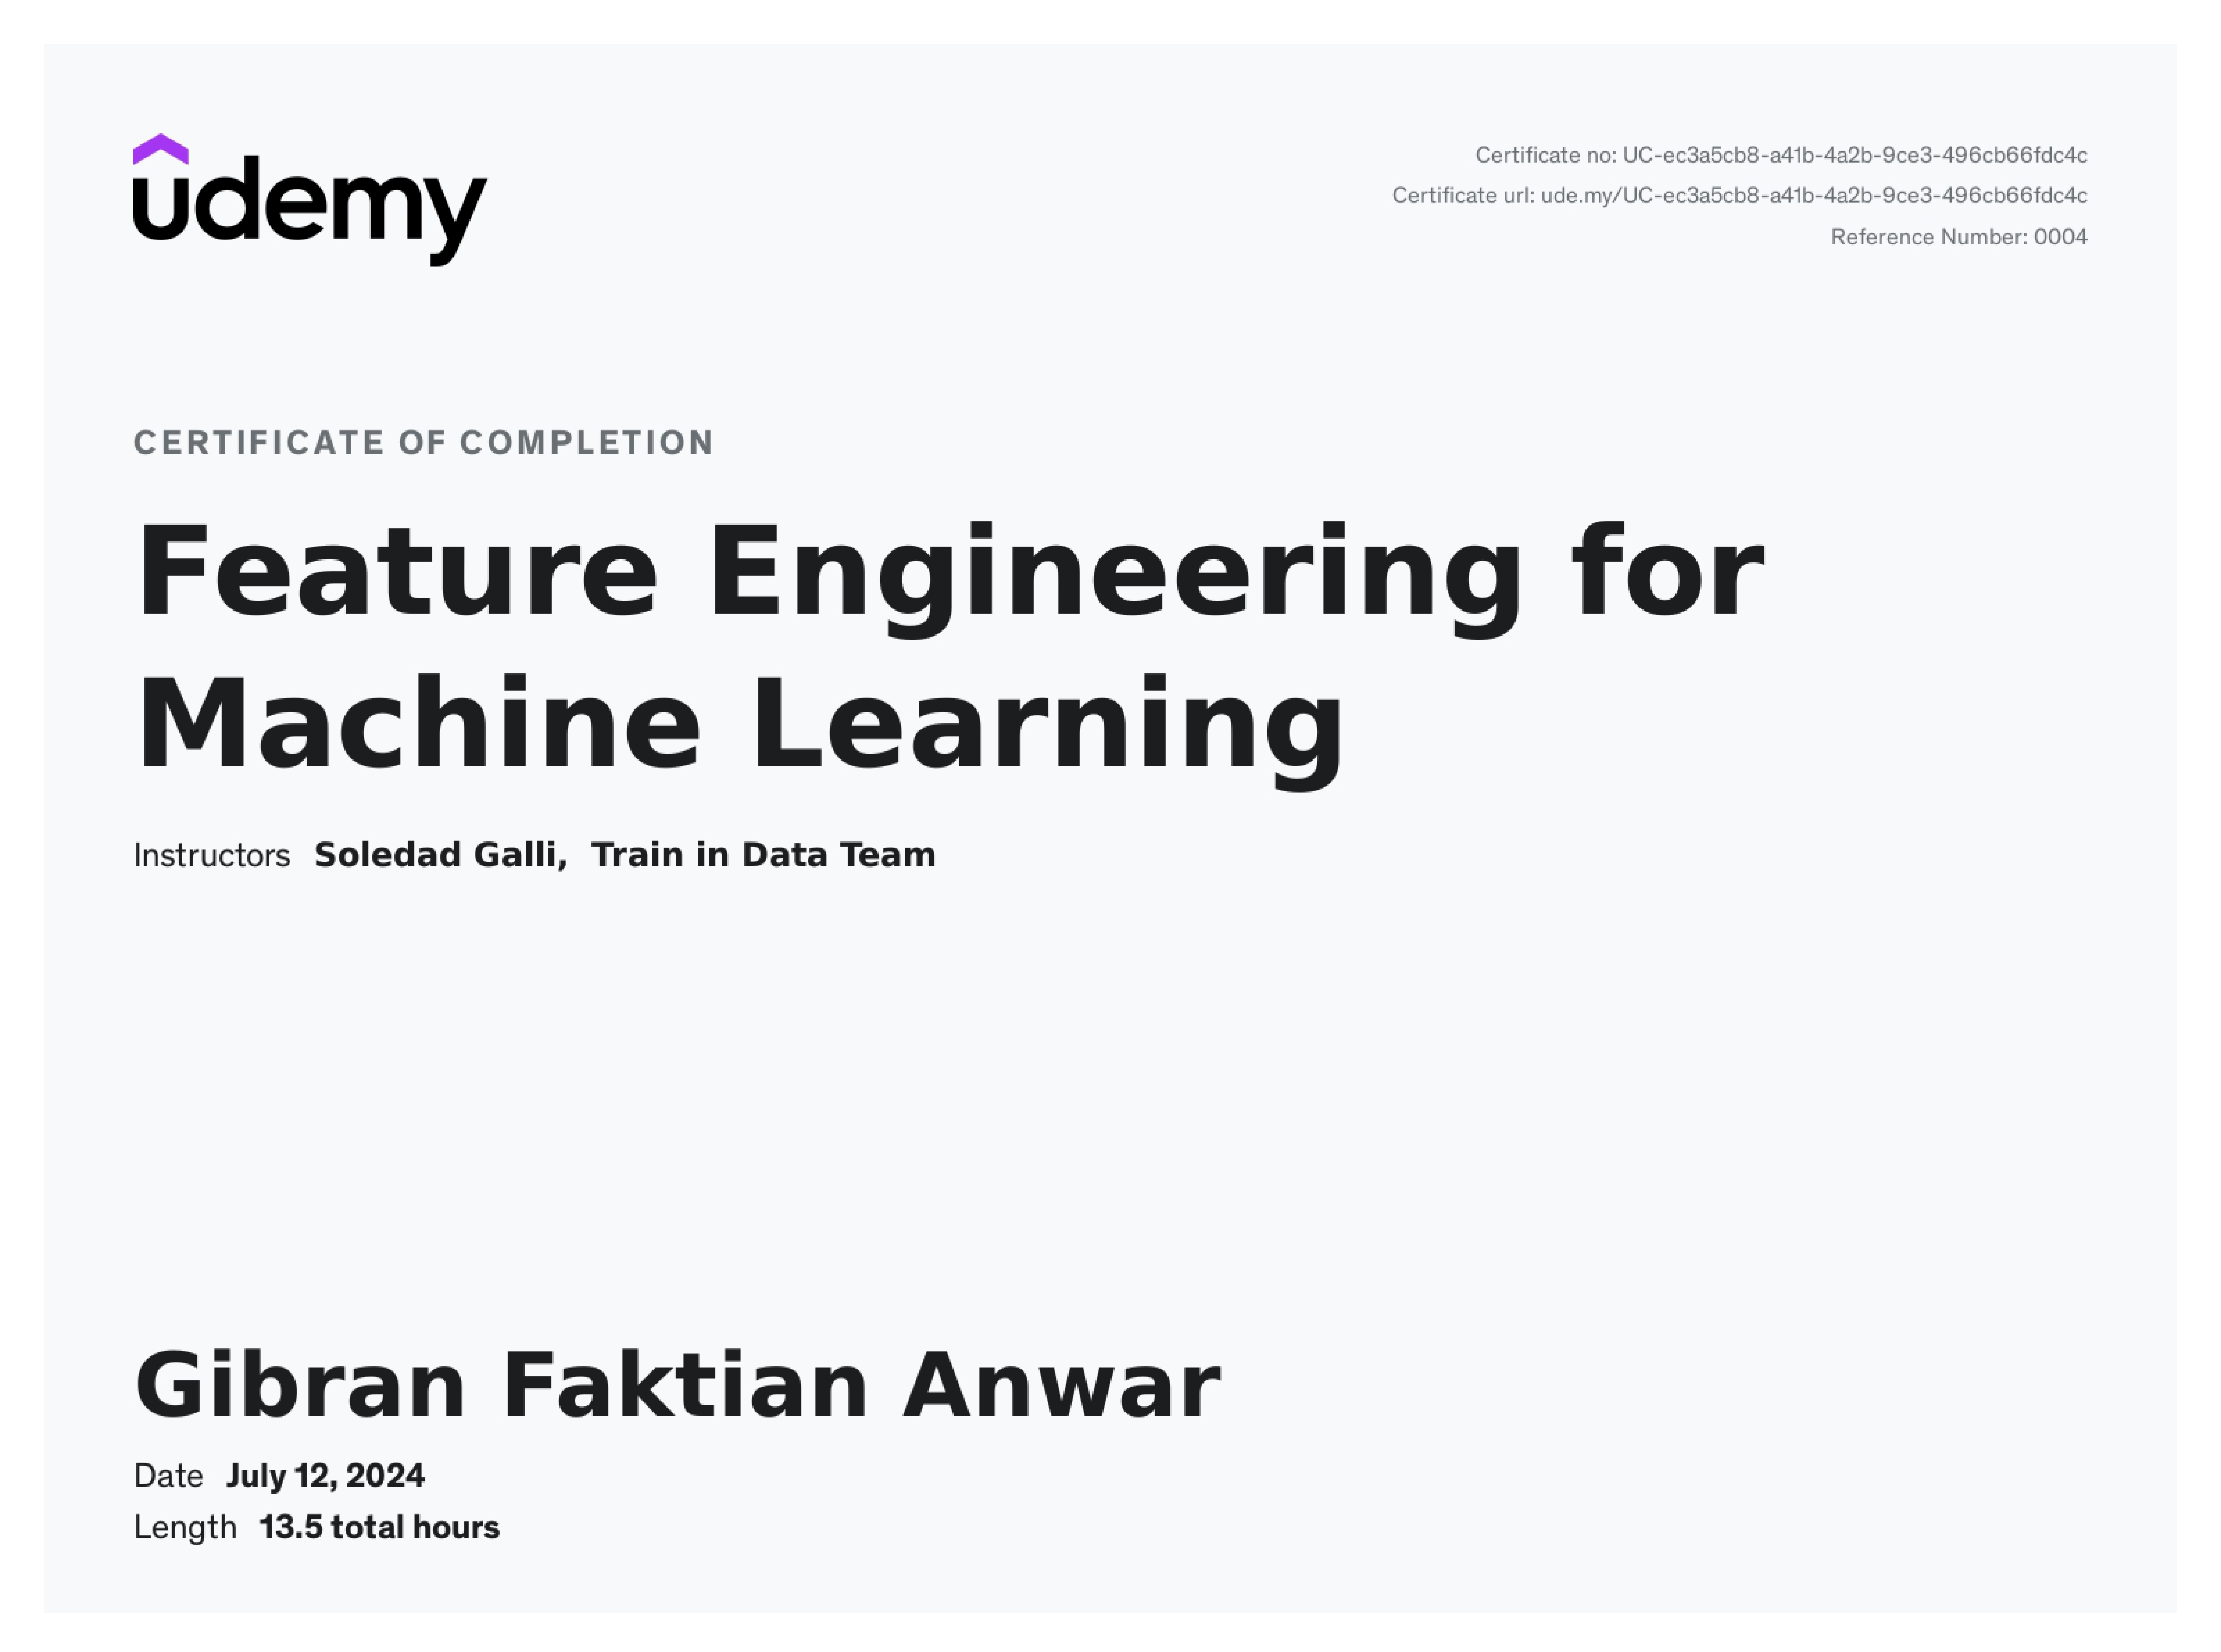 udemy
Certificate no: UC-ec3a5cb8-a41b-4a2b-9ce3-496cb66fdc4c
Certificate url: ude.my/UC-ec3a5cb8-a41b-4a2b-9ce3-496cb66fdc4c
Reference Number: 0004
CERTIFICATE OF COMPLETION
Feature Engineering for
Machine Learning
Instructors Soledad Galli, Train in Data Team
Gibran Faktian Anwar
Date July 12, 2024
Length 13.5 total hours